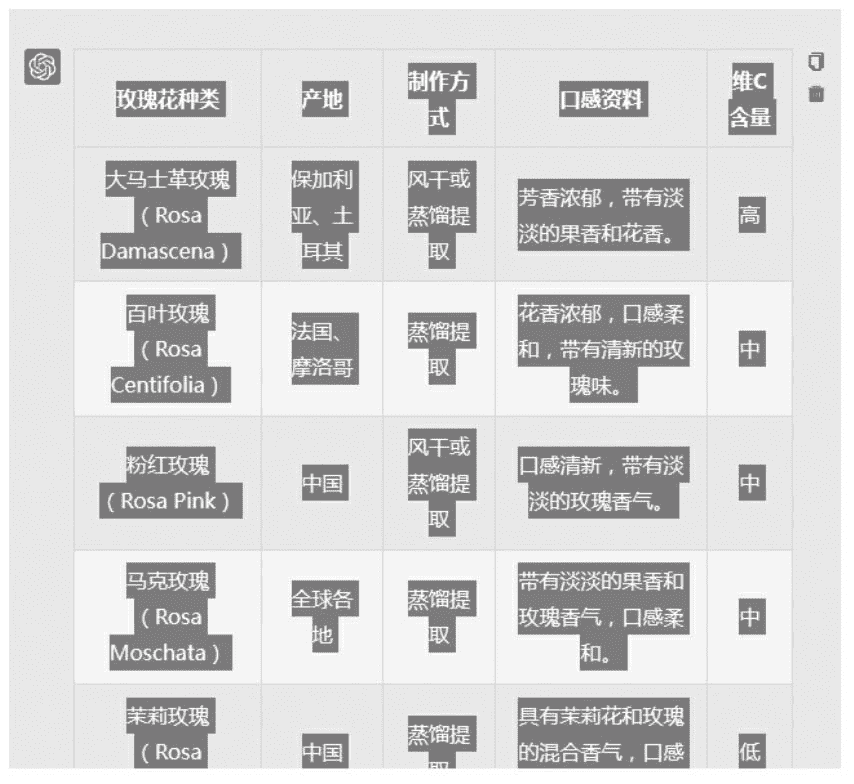 玫瑰花种类
产地
制作方
式
口感资料
维C
含量
大马士革玫瑰
（Rosa
Damascena）
保加利
亚、土
耳其
风干或
蒸馏提
取
芳香浓郁，带有淡
淡的果香和花香。
高
百叶玫瑰
（Rosa
Centifolia）
法国、
摩洛哥
蒸馏提
取
花香浓郁，口感柔
和，带有清新的玫
瑰味。
中
粉红玫瑰
（Rosa Pink）
中国
风干或
蒸馏提
取
口感清新，带有淡
淡的玫瑰香气。
中
马克玫瑰
（Rosa
Moschata）
全球各
地
蒸馏提
取
带有淡淡的果香和
玫瑰香气，口感柔
和。
中
茉莉玫瑰
（Rosa
中国
蒸馏提
具有茉莉花和玫瑰
的混合香气，口感
低